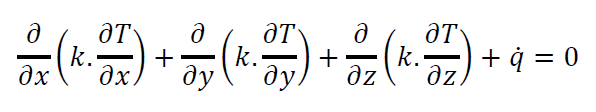 ∂/∂x (k. ∂T/∂x) + ∂/∂y (k. ∂T/∂y) + ∂/∂z (k. ∂T/∂z) + q̇ = 0